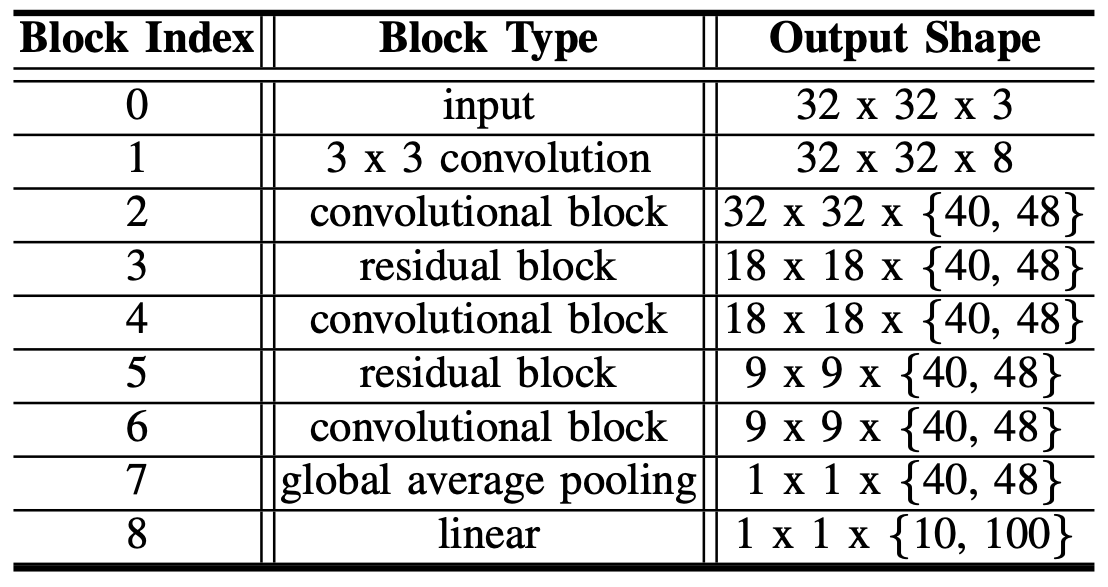 Block Index Block Type Output Shape
0 input 32 x 32 x 3
1 3 x 3 convolution 32 x 32 x 8
2 convolutional block 32 x 32 x {40, 48}
3 residual block 18 x 18 x {40, 48}
4 convolutional block 18 x 18 x {40, 48}
5 residual block 9 x 9 x {40, 48}
6 convolutional block 9 x 9 x {40, 48}
7 global average pooling 1 x 1 x {40, 48}
8 linear 1 x 1 x {10, 100}